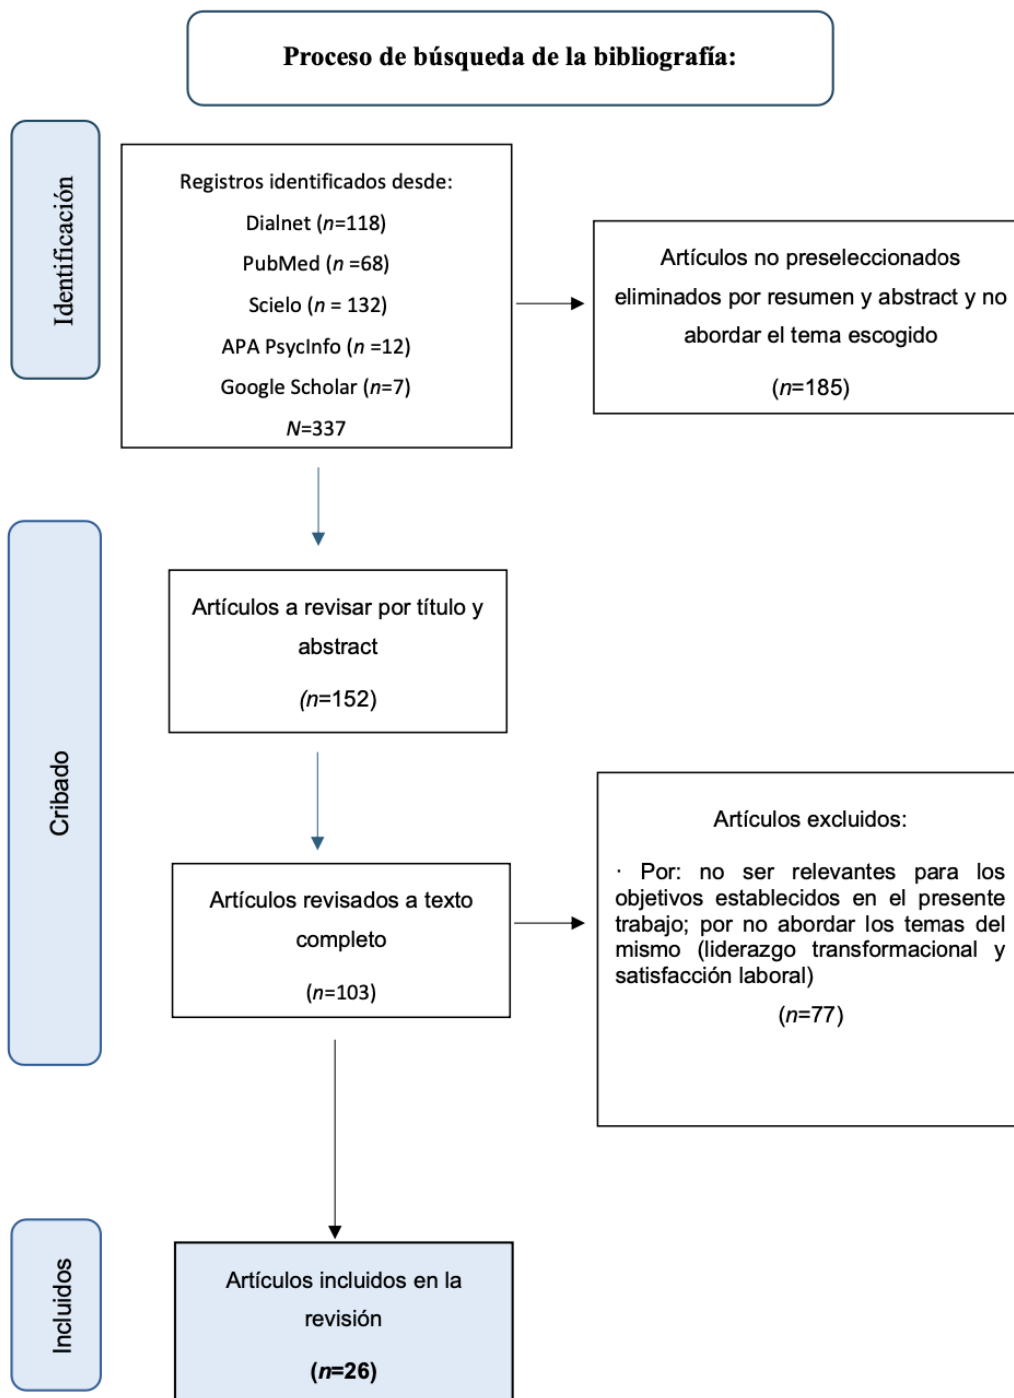 Proceso de búsqueda de la bibliografía:
Identificación
Registros identificados desde:
Dialnet (n=118)
PubMed (n =68)
Scielo (n = 132)
APA PsycInfo (n =12)
Google Scholar (n=7)
N=337
Artículos no preseleccionados
eliminados por resumen y abstract y no
abordar el tema escogido
(n=185)
Cribado
Artículos a revisar por título y
abstract
(n=152)
Artículos revisados a texto
completo
(n=103)
Artículos excluidos:
· Por: no ser relevantes para los
objetivos establecidos en el presente
trabajo; por no abordar los temas del
mismo (liderazgo transformacional y
satisfacción laboral)
(n=77)
Incluidos
Artículos incluidos en la
revisión
(n=26)